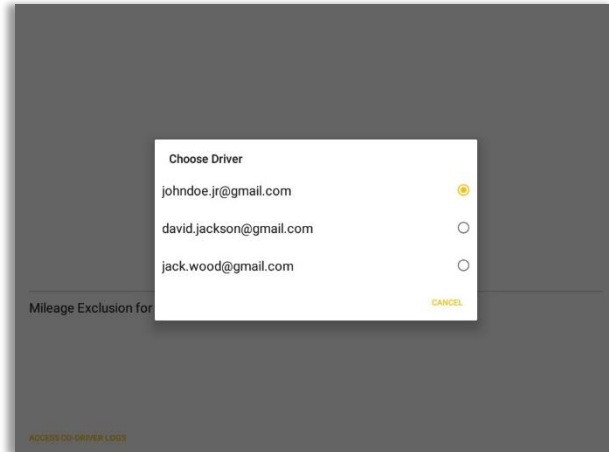 Choose Driver
johndoe.jr@gmail.com
david.jackson@gmail.com
jack.wood@gmail.com
CANCEL
Mileage Exclusion for
ACCESS CO-DRIVER LOGS